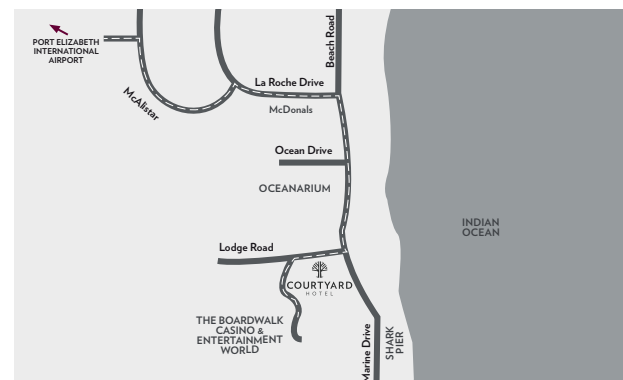 Beach Road
PORT ELIZABETH
INTERNATIONAL
AIRPORT
La Roche Drive
McAlistar
McDonals
Ocean Drive
OCEANARIUM
INDIAN
OCEAN
Lodge Road
COURTYARD
HOTEL
THE BOARDWALK
CASINO &
ENTERTAINMENT
WORLD
Marine Drive
SHARK
PIER